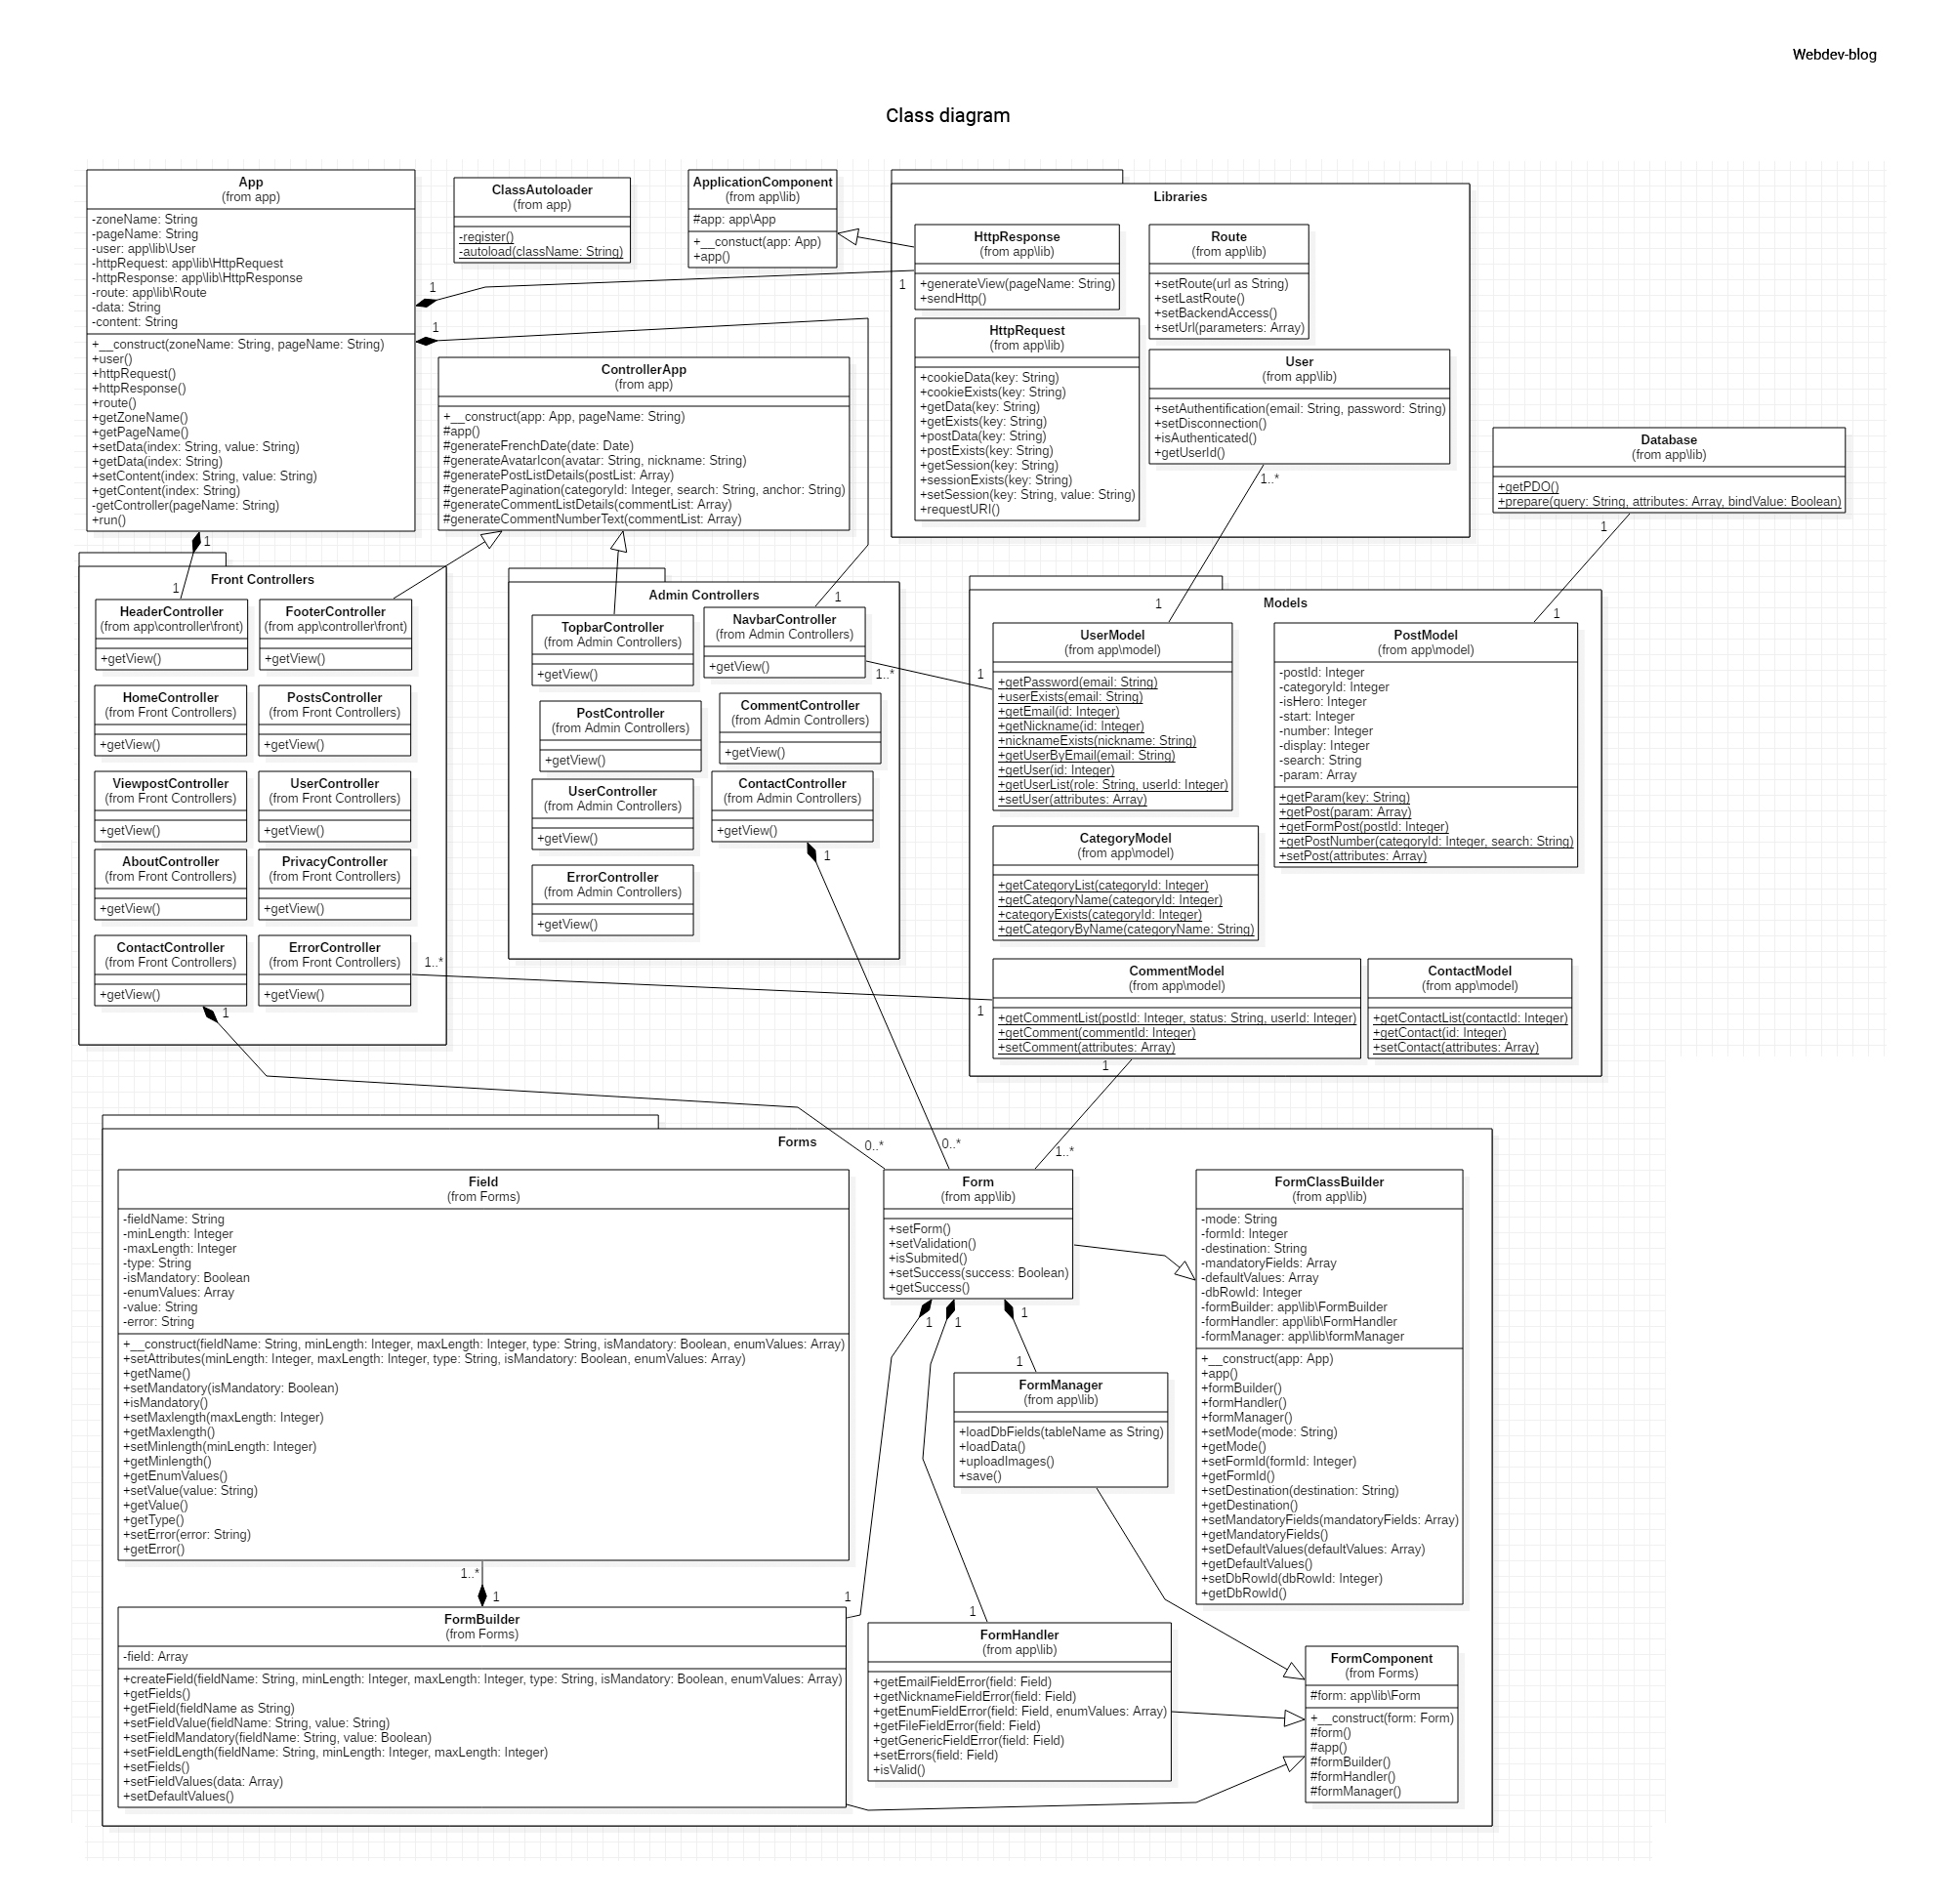 Webdev-blog
Class diagram
App
(from app)
-zoneName: String
-pageName: String
-user: app\lib\User
-httpRequest: app\lib\HttpRequest
-httpResponse: app\lib\HttpResponse
-route: app\lib\Route
-data: String
-content: String
+__construct(zoneName: String, pageName: String)
+user()
+httpRequest()
+httpResponse()
+route()
+getZoneName()
+getPageName()
+setData(index: String, value: String)
+getData(index: String)
+setContent(index: String, value: String)
+getContent(index: String)
-getController(pageName: String)
+run()
ClassAutoloader
(from app)
-register()
-autoload(className: String)
ApplicationComponent
(from app\lib)
#app: app\App
+__constuct(app: App)
+app()
1
1
1
ControllerApp
(from app)
+__construct(app: App, pageName: String)
#app()
#generateFrenchDate(date: Date)
#generateAvatarIcon(avatar: String, nickname: String)
#generatePostListDetails(postList: Array)
#generatePagination(categoryId: Integer, search: String, anchor: String)
#generateCommentListDetails(commentList: Array)
#generateCommentNumberText(commentList: Array)
Libraries
HttpResponse
(from app\lib)
+generateView(pageName: String)
+sendHttp()
Route
(from app\lib)
+setRoute(url as String)
+setLastRoute()
+setBackendAccess()
+setUrl(parameters: Array)
HttpRequest
(from app\lib)
+cookieData(key: String)
+cookieExists(key: String)
+getData(key: String)
+getExists(key: String)
+postData(key: String)
+postExists(key: String)
+getSession(key: String)
+sessionExists(key: String)
+setSession(key: String, value: String)
+requestURI()
User
(from app\lib)
+setAuthentification(email: String, password: String)
+setDisconnection()
+isAuthenticated()
+getUserId()
1..*
1
Database
(from app\lib)
+getPDO()
+prepare(query: String, attributes: Array, bindValue: Boolean)
1
1
1
1
Front Controllers
HeaderController
(from app\controller\front)
+getView()
FooterController
(from app\controller\front)
+getView()
HomeController
(from Front Controllers)
+getView()
PostsController
(from Front Controllers)
+getView()
ViewpostController
(from Front Controllers)
+getView()
UserController
(from Front Controllers)
+getView()
AboutController
(from Front Controllers)
+getView()
PrivacyController
(from Front Controllers)
+getView()
ContactController
(from Front Controllers)
+getView()
ErrorController
(from Front Controllers)
+getView()
1..*
1
1
Admin Controllers
1
TopbarController
(from Admin Controllers)
+getView()
NavbarController
(from Admin Controllers)
+getView()
1..*
1
PostController
(from Admin Controllers)
+getView()
CommentController
(from Admin Controllers)
+getView()
UserController
(from Admin Controllers)
+getView()
ContactController
(from Admin Controllers)
+getView()
1
ErrorController
(from Admin Controllers)
+getView()
Models
UserModel
(from app\model)
+getPassword(email: String)
+userExists(email: String)
+getEmail(id: Integer)
+getNickname(id: Integer)
+nicknameExists(nickname: String)
+getUserByEmail(email: String)
+getUser(id: Integer)
+getUserList(role: String, userId: Integer)
+setUser(attributes: Array)
PostModel
(from app\model)
-postId: Integer
-categoryId: Integer
-isHero: Integer
-start: Integer
-number: Integer
-display: Integer
-search: String
-param: Array
+getParam(key: String)
+getPost(param: Array)
+getFormPost(postId: Integer)
+getPostNumber(categoryId: Integer, search: String)
+setPost(attributes: Array)
CategoryModel
(from app\model)
+getCategoryList(categoryId: Integer)
+getCategoryName(categoryId: Integer)
+categoryExists(categoryId: Integer)
+getCategoryByName(categoryName: String)
CommentModel
(from app\model)
+getCommentList(postId: Integer, status: String, userId: Integer)
+getComment(commentId: Integer)
+setComment(attributes: Array)
ContactModel
(from app\model)
+getContactList(contactId: Integer)
+getContact(id: Integer)
+setContact(attributes: Array)
1
Forms
0..*
0..*
1..*
Field
(from Forms)
-fieldName: String
-minLength: Integer
-maxLength: Integer
-type: String
-isMandatory: Boolean
-enumValues: Array
-value: String
-error: String
+__construct(fieldName: String, minLength: Integer, maxLength: Integer, type: String, isMandatory: Boolean, enumValues: Array)
+setAttributes(minLength: Integer, maxLength: Integer, type: String, isMandatory: Boolean, enumValues: Array)
+getName()
+setMandatory(isMandatory: Boolean)
+isMandatory()
+setMaxlength(maxLength: Integer)
+getMaxlength()
+setMinlength(minLength: Integer)
+getMinlength()
+getEnumValues()
+setValue(value: String)
+getValue()
+getType()
+setError(error: String)
+getError()
1..*
1
Form
(from app\lib)
+setForm()
+setValidation()
+isSubmited()
+setSuccess(success: Boolean)
+getSuccess()
1
1
1
1
FormManager
(from app\lib)
+loadDbFields(tableName as String)
+loadData()
+uploadImages()
+save()
FormClassBuilder
(from app\lib)
-mode: String
-formId: Integer
-destination: String
-mandatoryFields: Array
-defaultValues: Array
-dbRowId: Integer
-formBuilder: app\lib\FormBuilder
-formHandler: app\lib\FormHandler
-formManager: app\lib\formManager
+__construct(app: App)
+app()
+formBuilder()
+formHandler()
+formManager()
+setMode(mode: String)
+getMode()
+setFormId(formId: Integer)
+getFormId()
+setDestination(destination: String)
+getDestination()
+setMandatoryFields(mandatoryFields: Array)
+getMandatoryFields()
+setDefaultValues(defaultValues: Array)
+getDefaultValues()
+setDbRowId(dbRowId: Integer)
+getDbRowId()
1
1
FormBuilder
(from Forms)
-field: Array
+createField(fieldName: String, minLength: Integer, maxLength: Integer, type: String, isMandatory: Boolean, enumValues: Array)
+getFields()
+getField(fieldName as String)
+setFieldValue(fieldName: String, value: String)
+setFieldMandatory(fieldName: String, value: Boolean)
+setFieldLength(fieldName: String, minLength: Integer, maxLength: Integer)
+setFields()
+setFieldValues(data: Array)
+setDefaultValues()
FormHandler
(from app\lib)
+getEmailFieldError(field: Field)
+getNicknameFieldError(field: Field)
+getEnumFieldError(field: Field, enumValues: Array)
+getFileFieldError(field: Field)
+getGenericFieldError(field: Field)
+setErrors(field: Field)
+isValid()
FormComponent
(from Forms)
#form: app\lib\Form
+__construct(form: Form)
#form()
#app()
#formBuilder()
#formHandler()
#formManager()